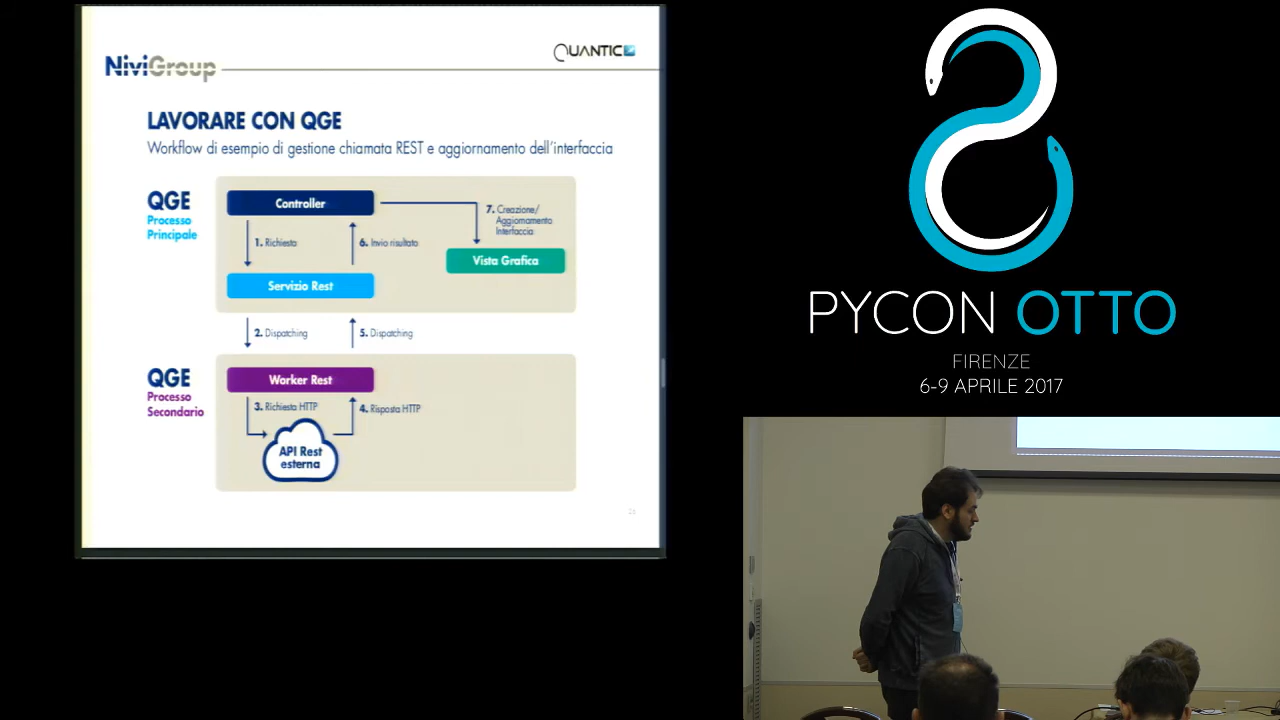 NiviGroup
QUANTICO
LAVORARE CON QGE
Workflow di esempio di gestione chiamata REST e aggiornamento dell'interfaccia
QGE
Processo
Principale
Controller
1. Richiesta
6. Invio risultato
7. Creazione/
Aggiornamento
Interfaccia
Vista Grafica
Servizio Rest
2. Dispatching
5. Dispatching
QGE
Processo
Secondario
Worker Rest
3. Richiesta HTTP
4. Risposta HTTP
API Rest
esterna
PYCON OTTO
FIRENZE
6-9 APRILE 2017